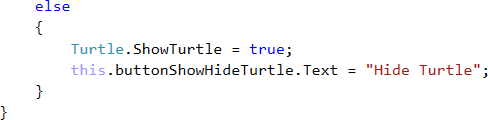 else
{
Turtle.ShowTurtle = true;
this.buttonShowHideTurtle.Text = "Hide Turtle";
}
}